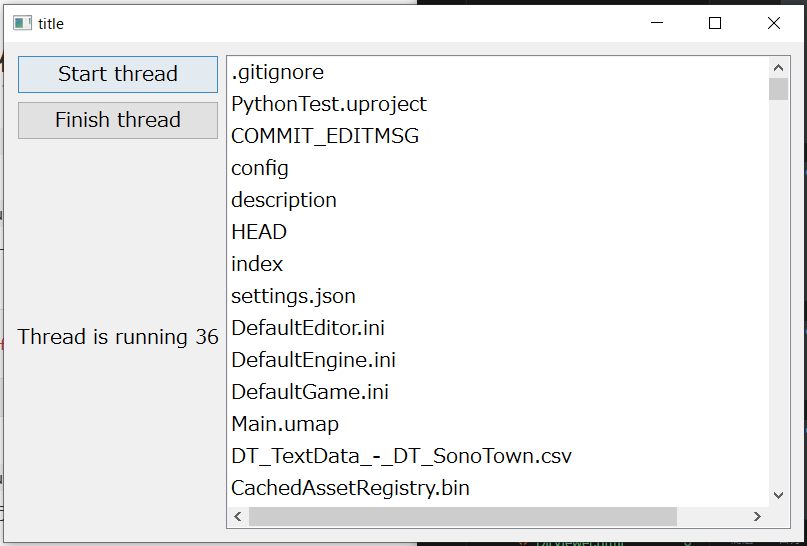 title
Start thread
Finish thread
Thread is running 36
.gitignore
PythonTest.uproject
COMMIT_EDITMSG
config
description
HEAD
index
settings.json
DefaultEditor.ini
DefaultEngine.ini
DefaultGame.ini
Main.umap
DT_TextData_-_DT_SonoTown.csv
CachedAssetRegistry.bin